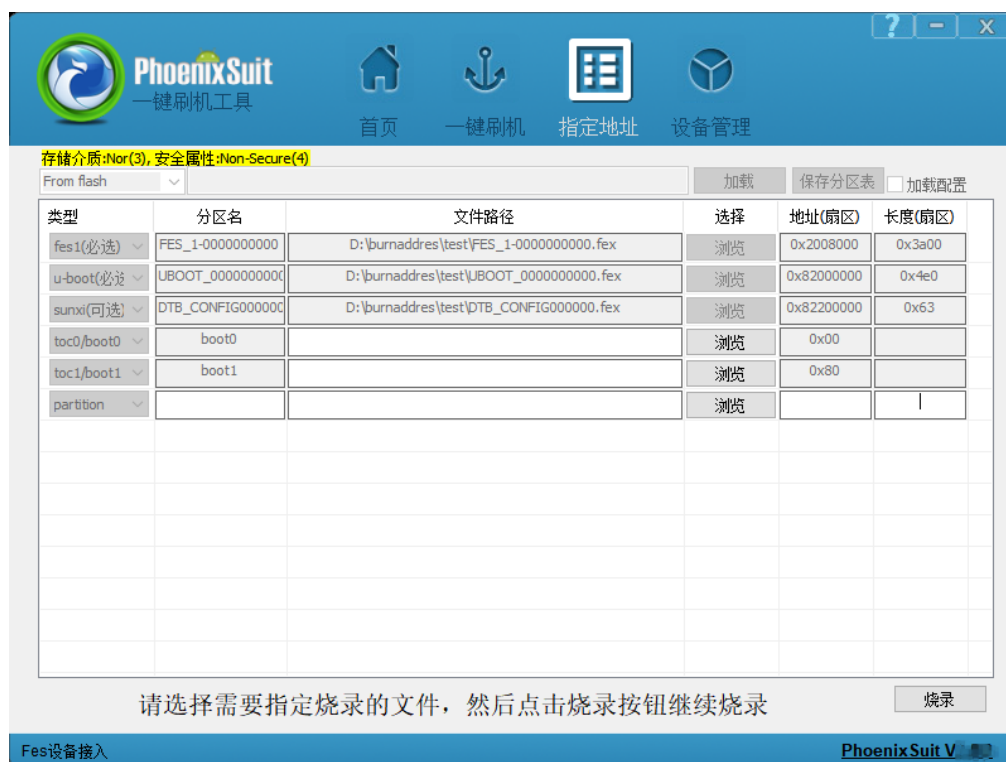 ? - X
PhoenixSuit
一键刷机工具
首页 一键刷机 指定地址 设备管理
存储介质:Nor(3), 安全属性:Non-Secure(4)
From flash 加载 保存分区表 加载配置
类型 分区名 文件路径 选择 地址(扇区) 长度(扇区)
fes1(必选) FES_1-0000000000 D:\burnaddres\test\FES_1-0000000000.fex 浏览 0x2008000 0x3a00
u-boot(必选 UBOOT_0000000000 D:\burnaddres\test\UBOOT_0000000000.fex 浏览 0x82000000 0x4e0
sunxi(可选) DTB_CONFIG000000 D:\burnaddres\test\DTB_CONFIG000000.fex 浏览 0x82200000 0x63
toc0/boot0 boot0 浏览 0x00
toc1/boot1 boot1 浏览 0x80
partition 浏览
请选择需要指定烧录的文件，然后点击烧录按钮继续烧录 烧录
Fes设备接入 PhoenixSuit V